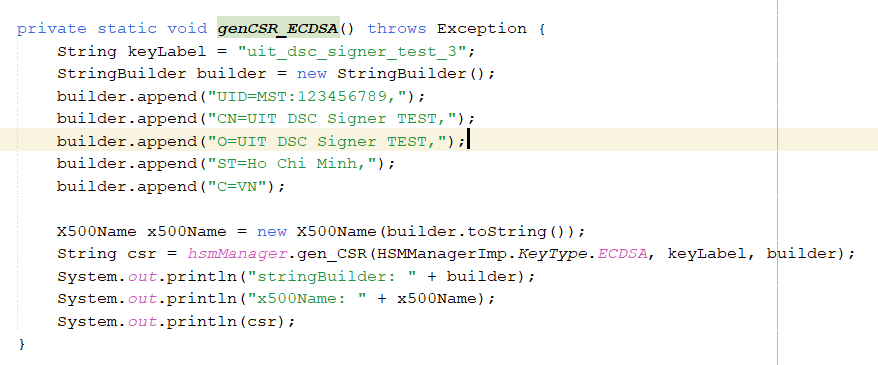 private static void genCSR_ECDSA() throws Exception {
    String keyLabel = "uit_dsc_signer_test_3";
    StringBuilder builder = new StringBuilder();
    builder.append("UID=MST:123456789,");
    builder.append("CN=UIT DSC Signer TEST,");
    builder.append("O=UIT DSC Signer TEST,");
    builder.append("ST=Ho Chi Minh,");
    builder.append("C=VN");

    X500Name x500Name = new X500Name(builder.toString());
    String csr = hsmManager.gen_CSR(HSMManagerImp.KeyType.ECDSA, keyLabel, builder);
    System.out.println("stringBuilder: " + builder);
    System.out.println("x500Name: " + x500Name);
    System.out.println(csr);
}